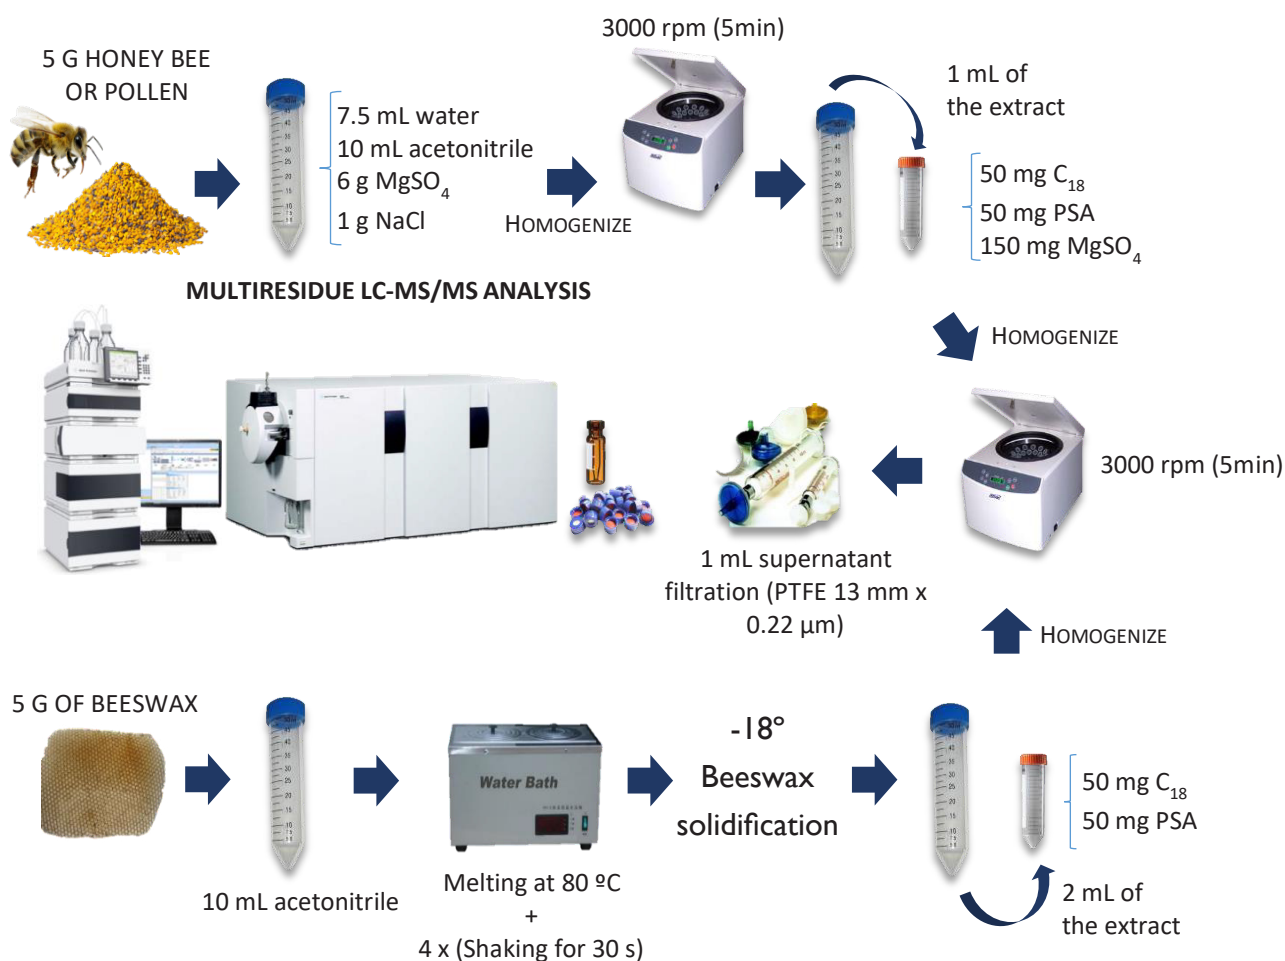 3000 rpm (5min)
5 G HONEY BEE
OR POLLEN
7.5 mL water
10 mL acetonitrile
6 g MgSO₄
1 g NaCl
HOMOGENIZE
1 mL of
the extract
50 mg C₁₈
50 mg PSA
150 mg MgSO₄
MULTIRESIDUE LC-MS/MS ANALYSIS
HOMOGENIZE
3000 rpm (5min)
1 mL supernatant
filtration (PTFE 13 mm x
0.22 µm)
HOMOGENIZE
5 G OF BEESWAX
10 mL acetonitrile
Water Bath
Melting at 80 ºC
+
4 x (Shaking for 30 s)
-18º
Beeswax
solidification
50 mg C₁₈
50 mg PSA
2 mL of
the extract